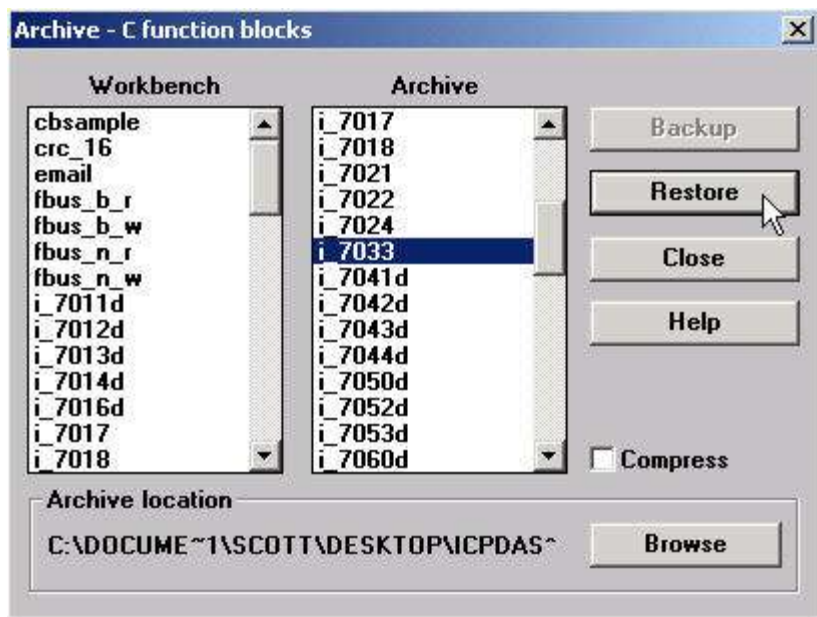 Archive - C function blocks
Workbench
cbsample
crc_16
email
fbus_b_r
fbus_b_w
fbus_n_r
fbus_n_w
i_7011d
i_7012d
i_7013d
i_7014d
i_7016d
i_7017
i_7018
Archive
i_7017
i_7018
i_7021
i_7022
i_7024
i_7033
i_7041d
i_7042d
i_7043d
i_7044d
i_7050d
i_7052d
i_7053d
i_7060d
Backup
Restore
Close
Help
Compress
Archive location
C:\DOCUME~1\SCOTT\DESKTOP\ICPDAS~
Browse